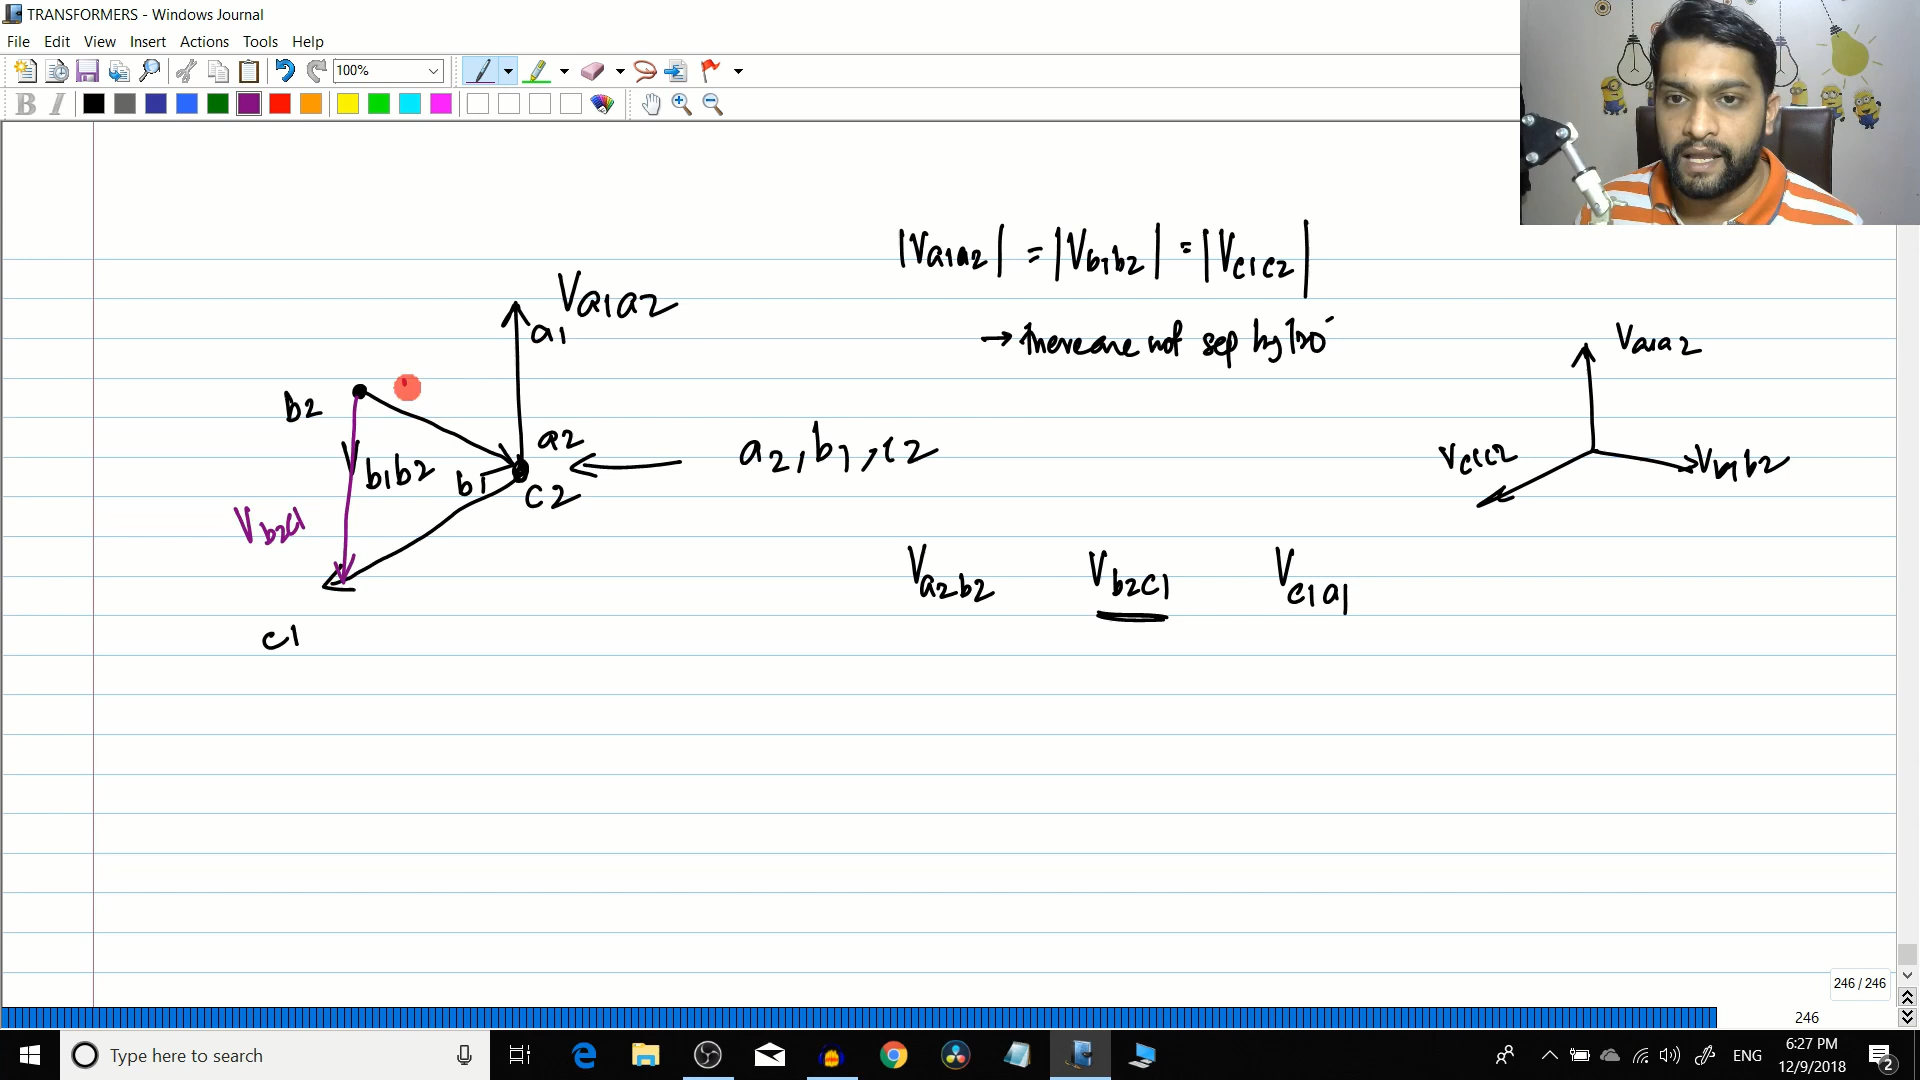 TRANSFORMERS - Windows Journal
File Edit View Insert Actions Tools Help
100%
B I
|Va1a2| = |Vb1b2| = |Vc1c2|
Va1a2
a1
→ not sep by 120°
Va1a2
b2
a2
a2, b1, c2
Vc1c2
Vb1b2
Vb1b2
b1
c2
Vb2c1
Va2b2 Vb2c1 Vc1a1
c1
246 / 246
246
Type here to search
ENG
6:27 PM
12/9/2018
2